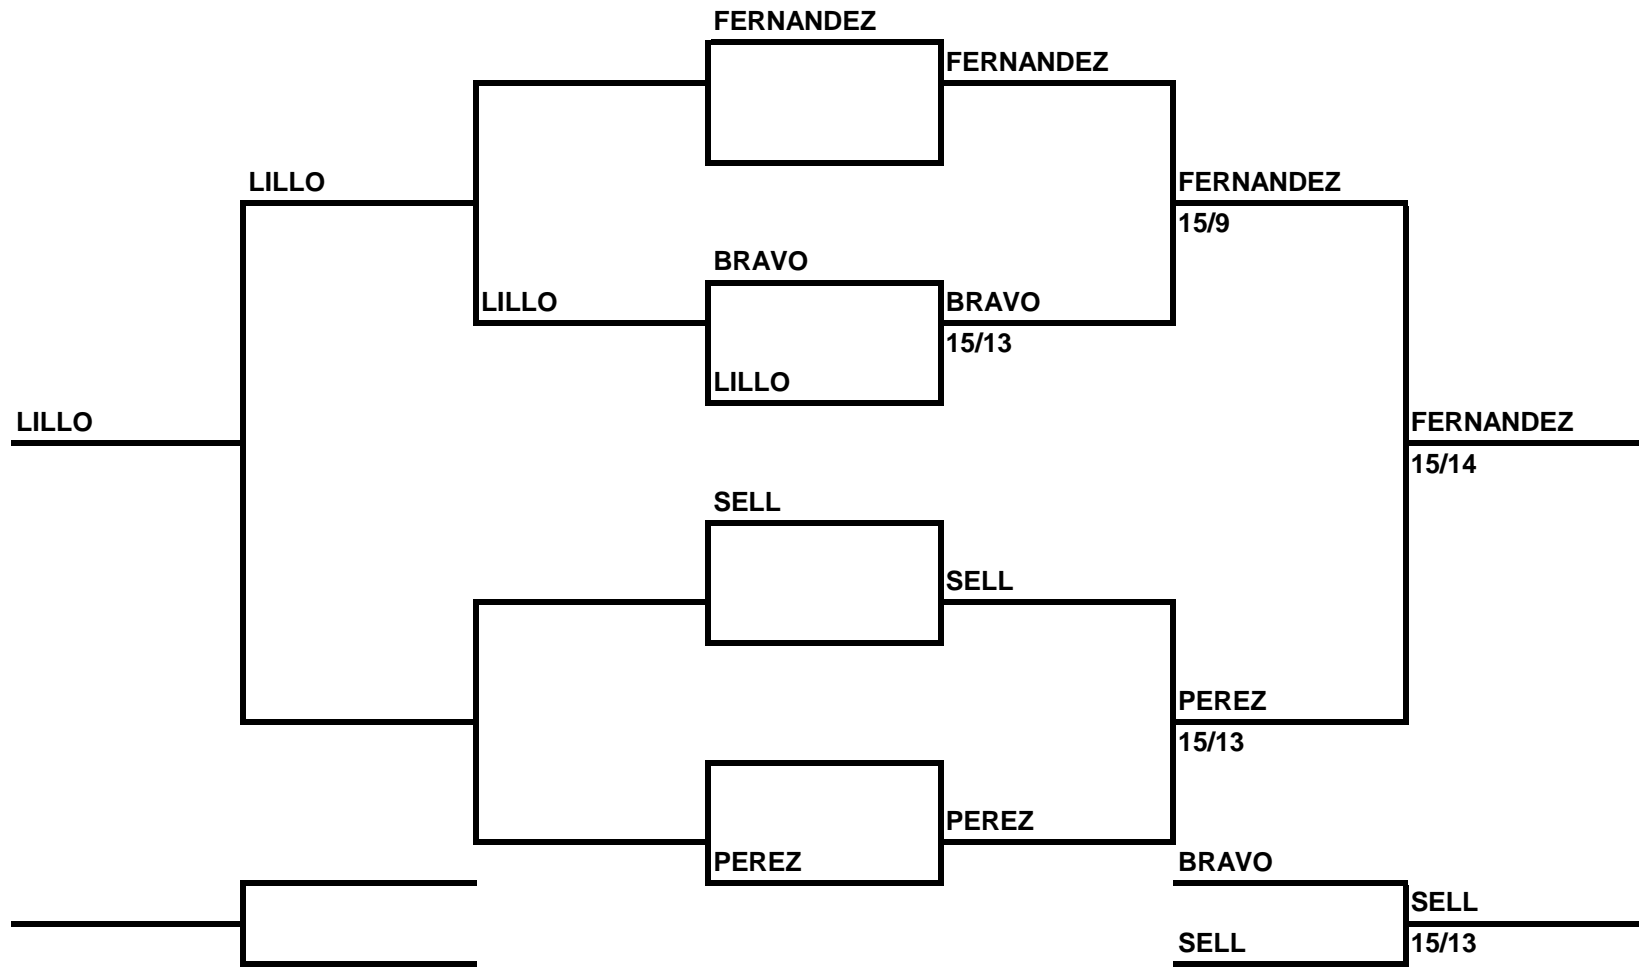 FERNANDEZ
FERNANDEZ
LILLO
FERNANDEZ
15/9
BRAVO
LILLO
BRAVO
15/13
LILLO
LILLO
FERNANDEZ
15/14
SELL
SELL
PEREZ
15/13
PEREZ
PEREZ
BRAVO
SELL
SELL
15/13